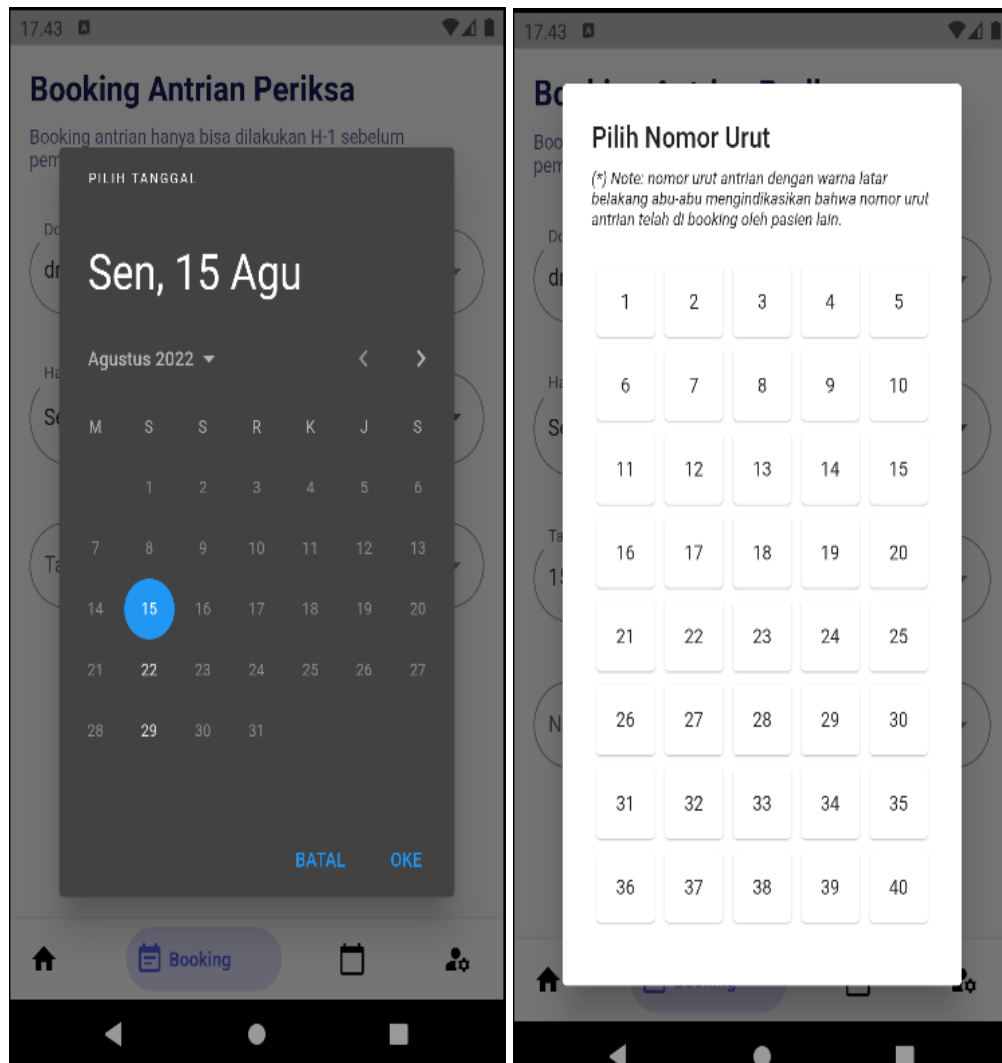 17.43
Booking Antrian Periksa
Booking antrian hanya bisa dilakukan H-1 sebelum
PILIH TANGGAL
Sen, 15 Agu
Agustus 2022
M S S R K J S
1 2 3 4 5 6
7 8 9 10 11 12 13
14 15 16 17 18 19 20
21 22 23 24 25 26 27
28 29 30 31
BATAL OKE
Booking
17.43
Pilih Nomor Urut
(*) Note: nomor urut antrian dengan warna latar
belakang abu-abu mengindikasikan bahwa nomor urut
antrian telah di booking oleh pasien lain.
1 2 3 4 5
6 7 8 9 10
11 12 13 14 15
16 17 18 19 20
21 22 23 24 25
26 27 28 29 30
31 32 33 34 35
36 37 38 39 40